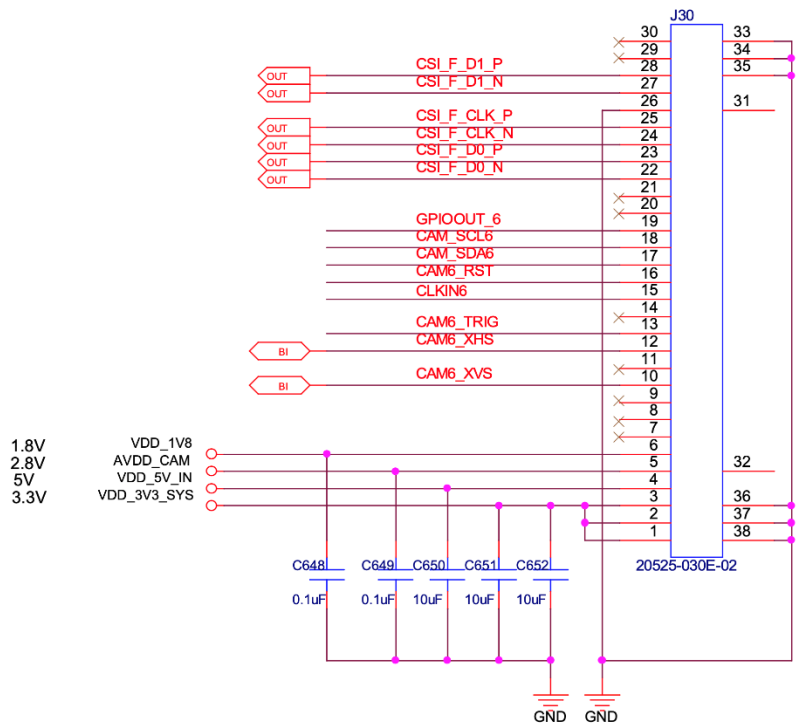 J30
30 33
29 34
CSI_F_D1_P 28 35
OUT CSI_F_D1_N 27
OUT 26 31
CSI_F_CLK_P 25
OUT CSI_F_CLK_N 24
OUT CSI_F_D0_P 23
OUT CSI_F_D0_N 22
OUT 21
20
GPIOOUT_6 19
CAM_SCL6 18
CAM_SDA6 17
CAM6_RST 16
CLKIN6 15
14
CAM6_TRIG 13
CAM6_XHS 12
BI 11
CAM6_XVS 10
BI 9
8
7
1.8V VDD_1V8 6
2.8V AVDD_CAM 5 32
5V VDD_5V_IN 4
3.3V VDD_3V3_SYS 3 36
2 37
1 38
C648 C649 C650 C651 C652 20525-030E-02
0.1uF 0.1uF 10uF 10uF 10uF
GND GND